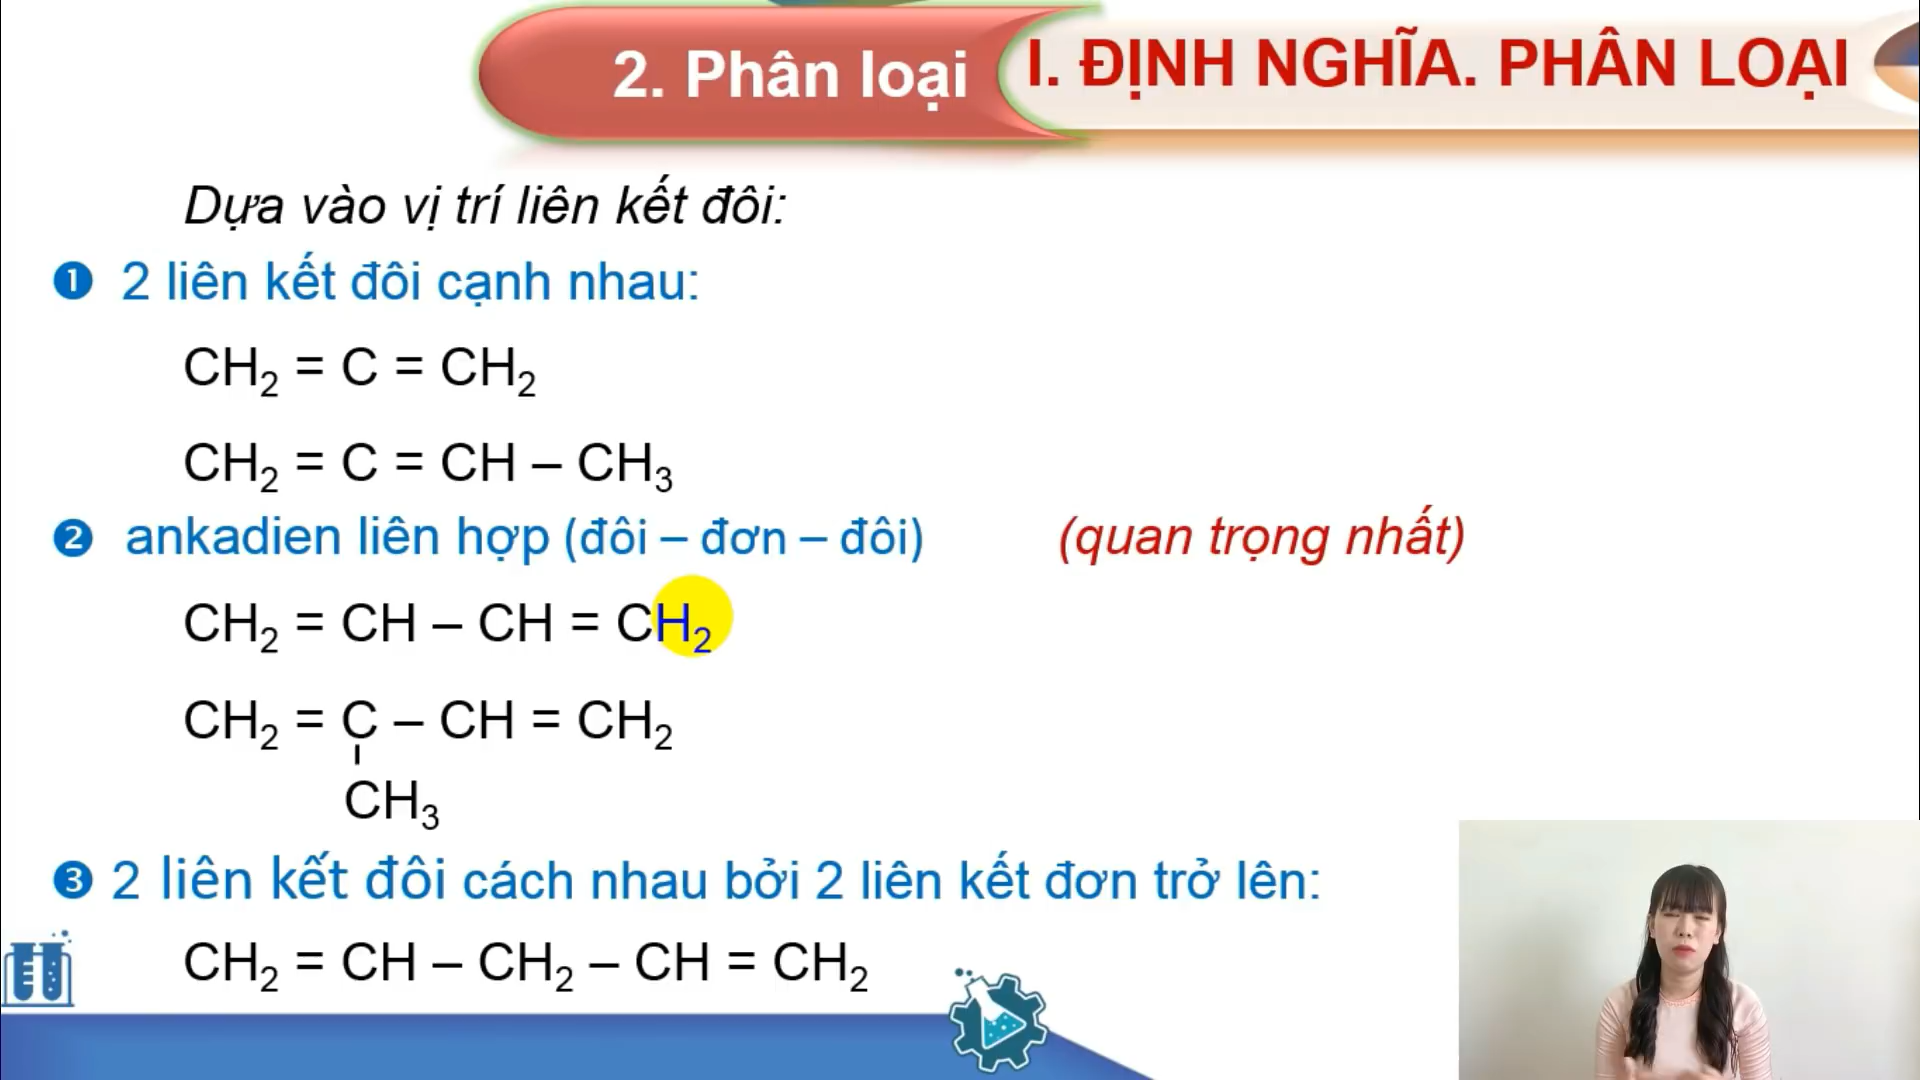 2. Phân loại
I. ĐỊNH NGHĨA. PHÂN LOẠI
Dựa vào vị trí liên kết đôi:
❶ 2 liên kết đôi cạnh nhau:
CH₂ = C = CH₂
CH₂ = C = CH – CH₃
❷ ankadien liên hợp (đôi – đơn – đôi) (quan trọng nhất)
CH₂ = CH – CH = CH₂
CH₂ = C – CH = CH₂
CH₃
❸ 2 liên kết đôi cách nhau bởi 2 liên kết đơn trở lên:
CH₂ = CH – CH₂ – CH = CH₂